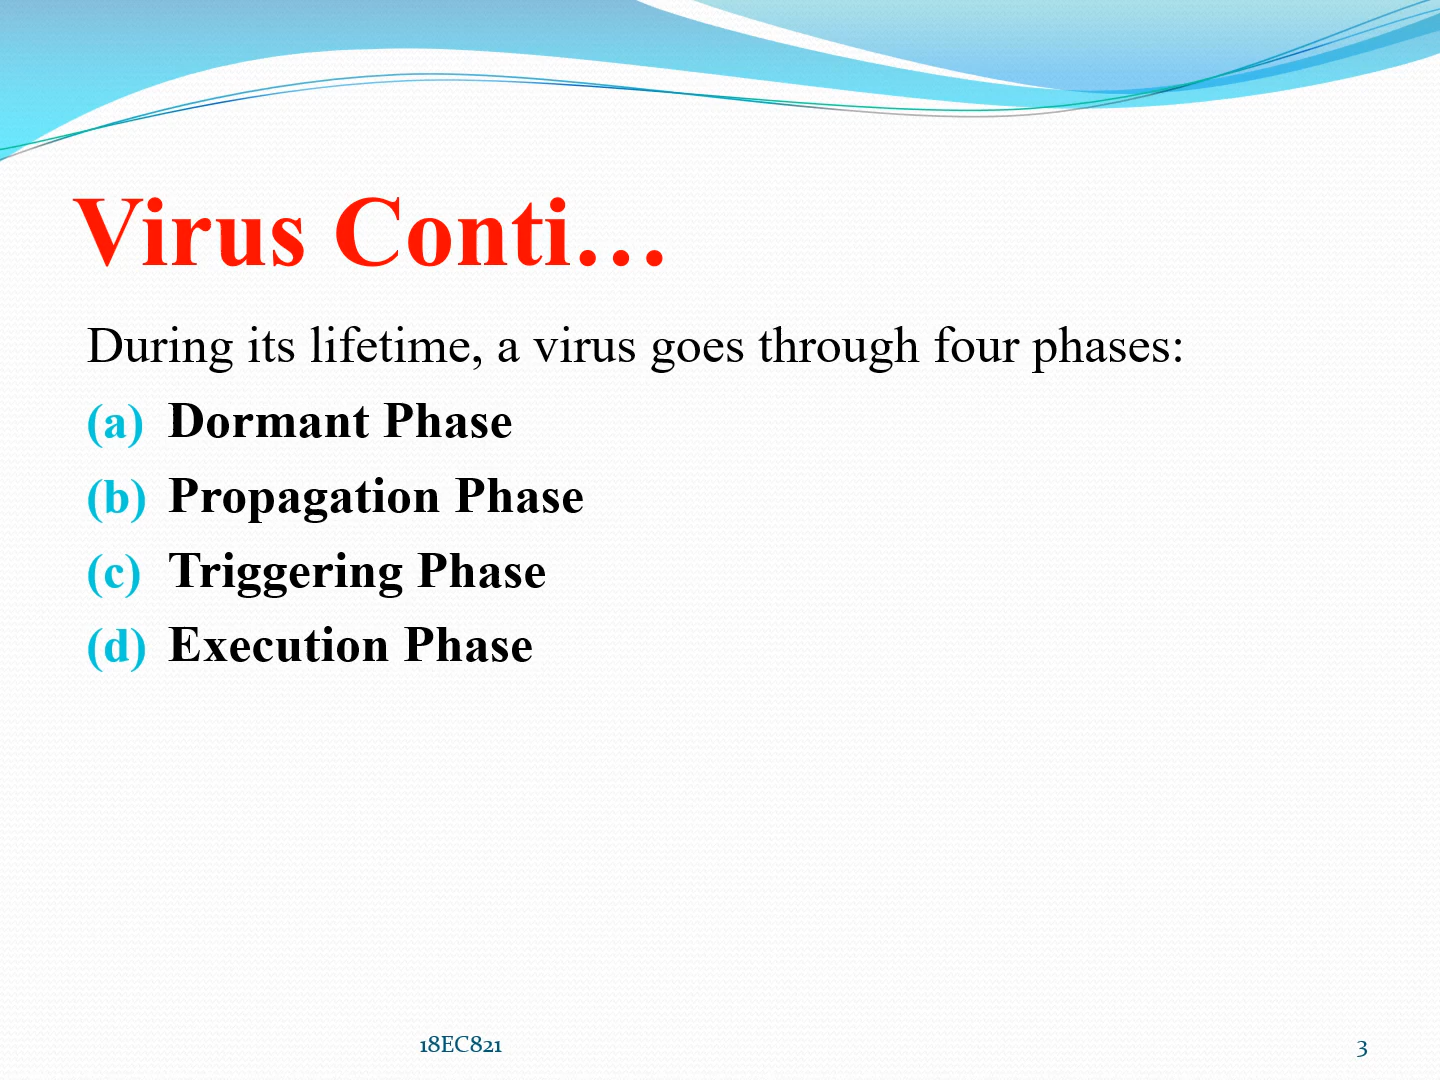 Virus Conti…
During its lifetime, a virus goes through four phases:
(a) Dormant Phase
(b) Propagation Phase
(c) Triggering Phase
(d) Execution Phase
18EC821
3